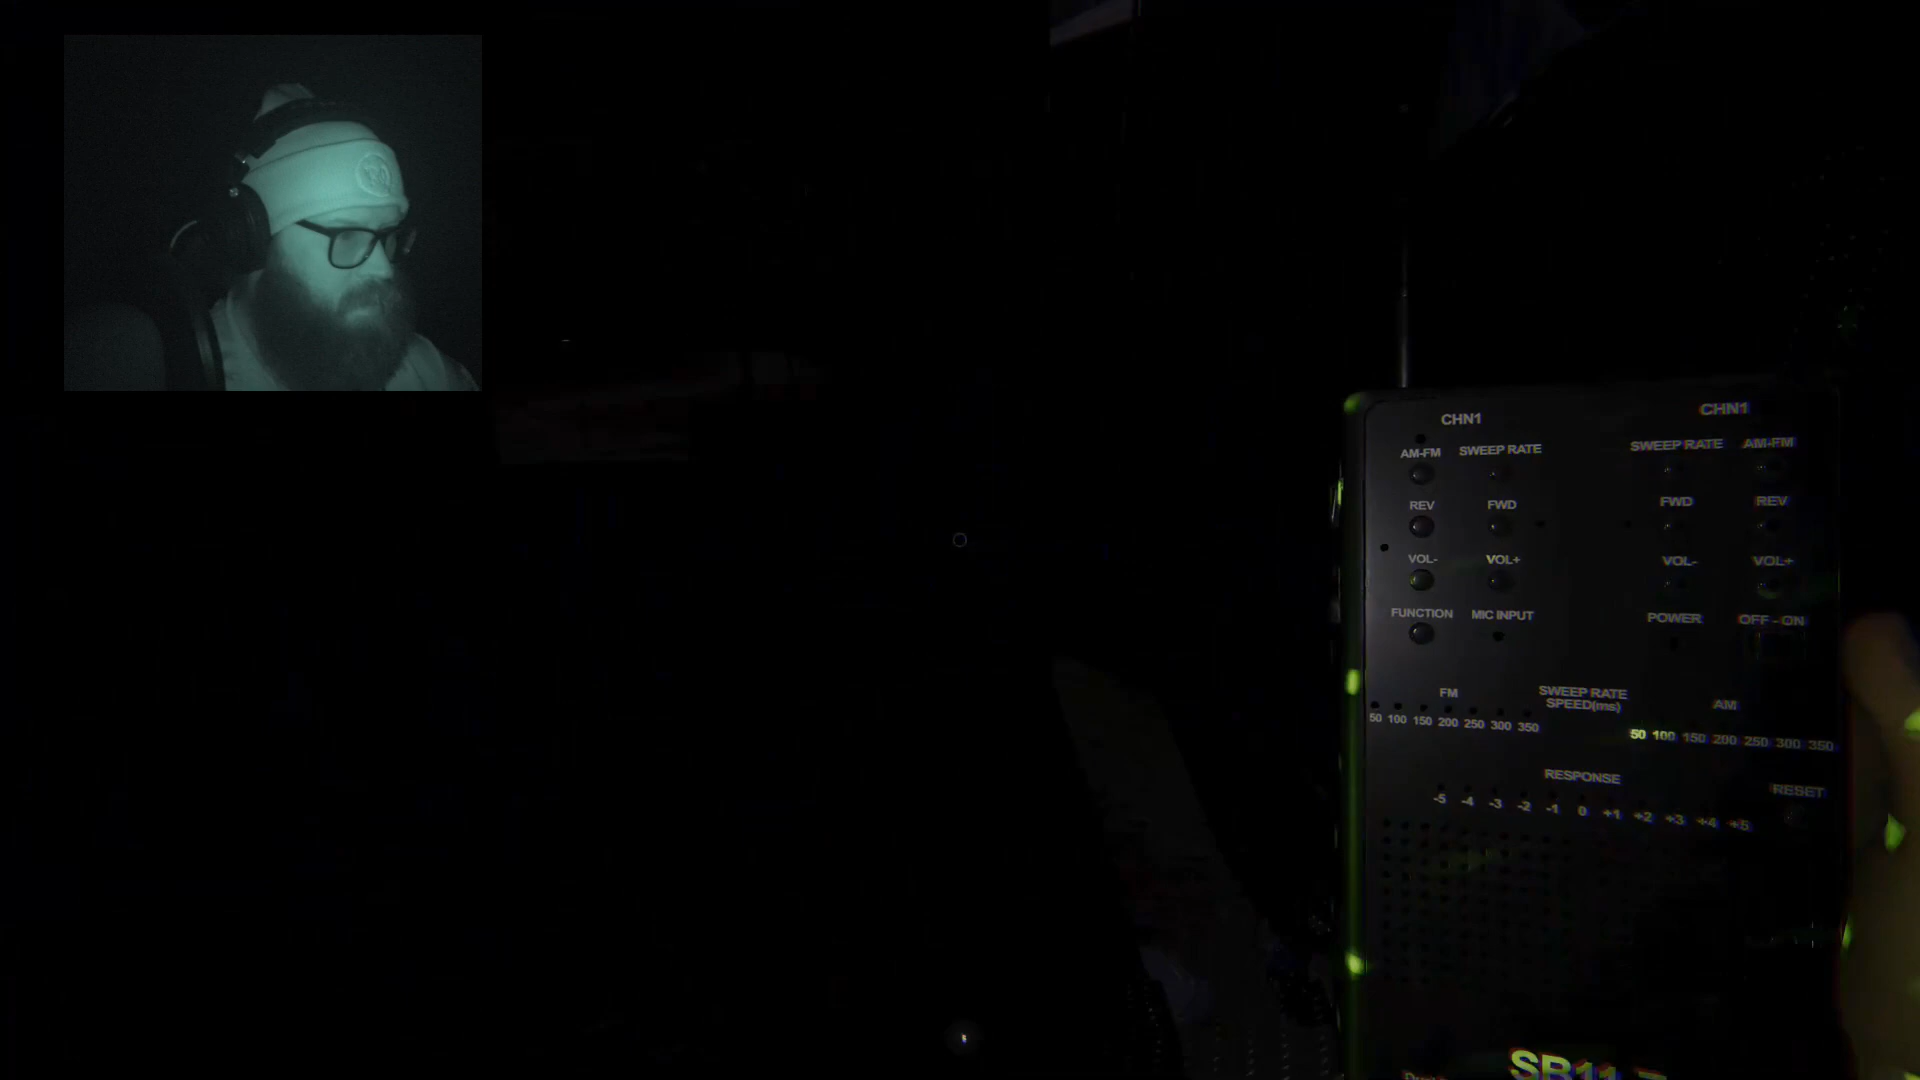 CHN1 CHN1
AM-FM SWEEP RATE SWEEP RATE AM-FM
REV FWD FWD REV
VOL- VOL+ VOL- VOL+
FUNCTION MIC INPUT POWER OFF - ON
FM SWEEP RATE AM
SPEED(ms)
50 100 150 200 250 300 350 50 100 150 200 250 300 350
RESPONSE RESET
-5 -4 -3 -2 -1 0 +1 +2 +3 +4 +5